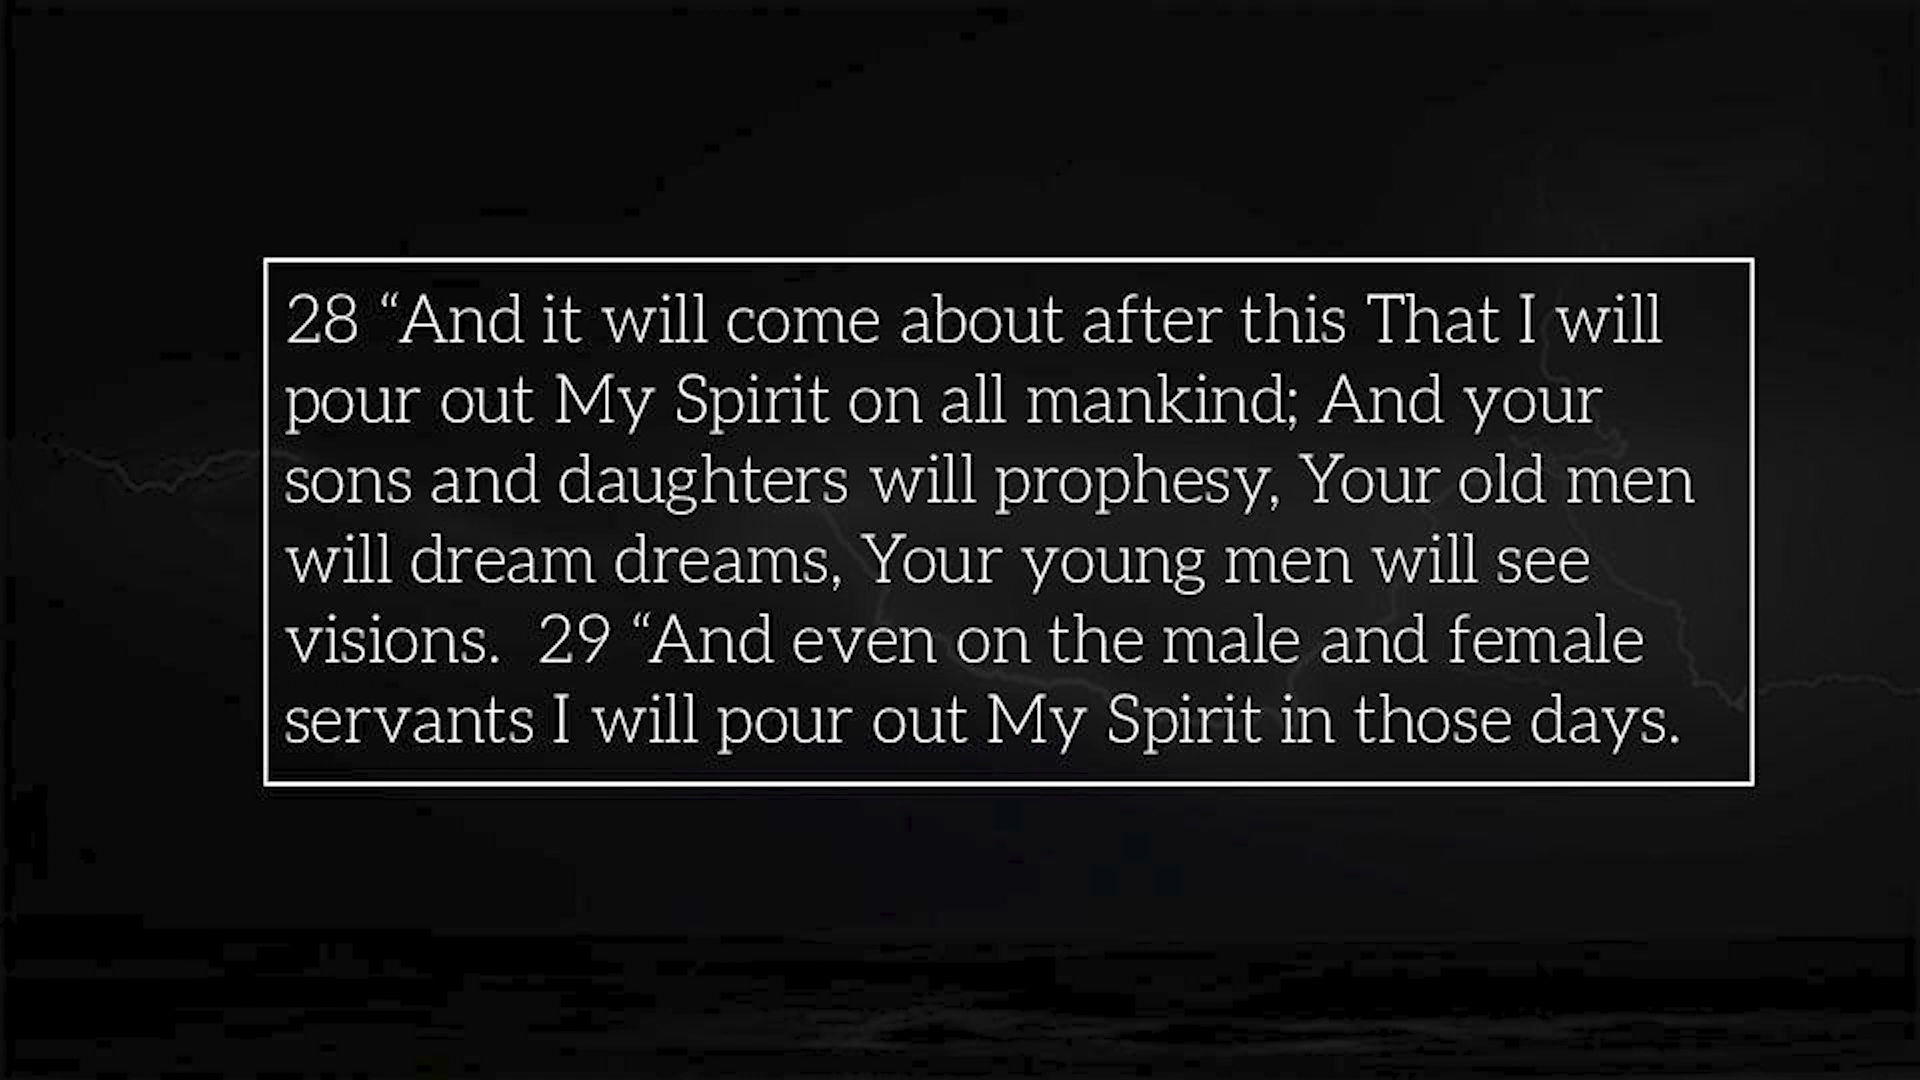 28 “And it will come about after this That I will
pour out My Spirit on all mankind; And your
sons and daughters will prophesy, Your old men
will dream dreams, Your young men will see
visions.  29 “And even on the male and female
servants I will pour out My Spirit in those days.